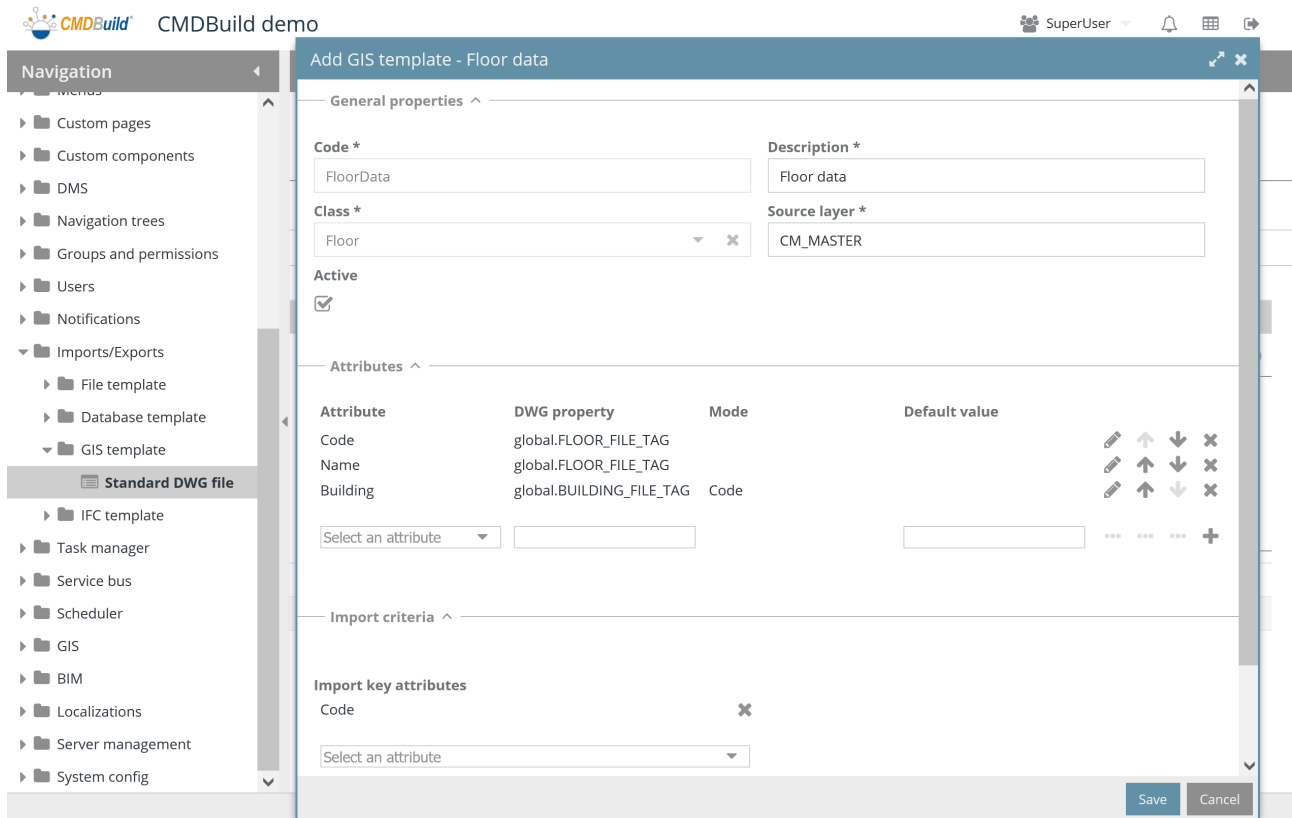 CMDBuild CMDBuild demo
SuperUser
Navigation
Menus
Custom pages
Custom components
DMS
Navigation trees
Groups and permissions
Users
Notifications
Imports/Exports
File template
Database template
GIS template
Standard DWG file
IFC template
Task manager
Service bus
Scheduler
GIS
BIM
Localizations
Server management
System config
Add GIS template - Floor data
General properties
Code * Description *
FloorData Floor data
Class * Source layer *
Floor CM_MASTER
Active
Attributes
Attribute DWG property Mode Default value
Code global.FLOOR_FILE_TAG
Name global.FLOOR_FILE_TAG
Building global.BUILDING_FILE_TAG Code
Select an attribute
Import criteria
Import key attributes
Code
Select an attribute
Save Cancel